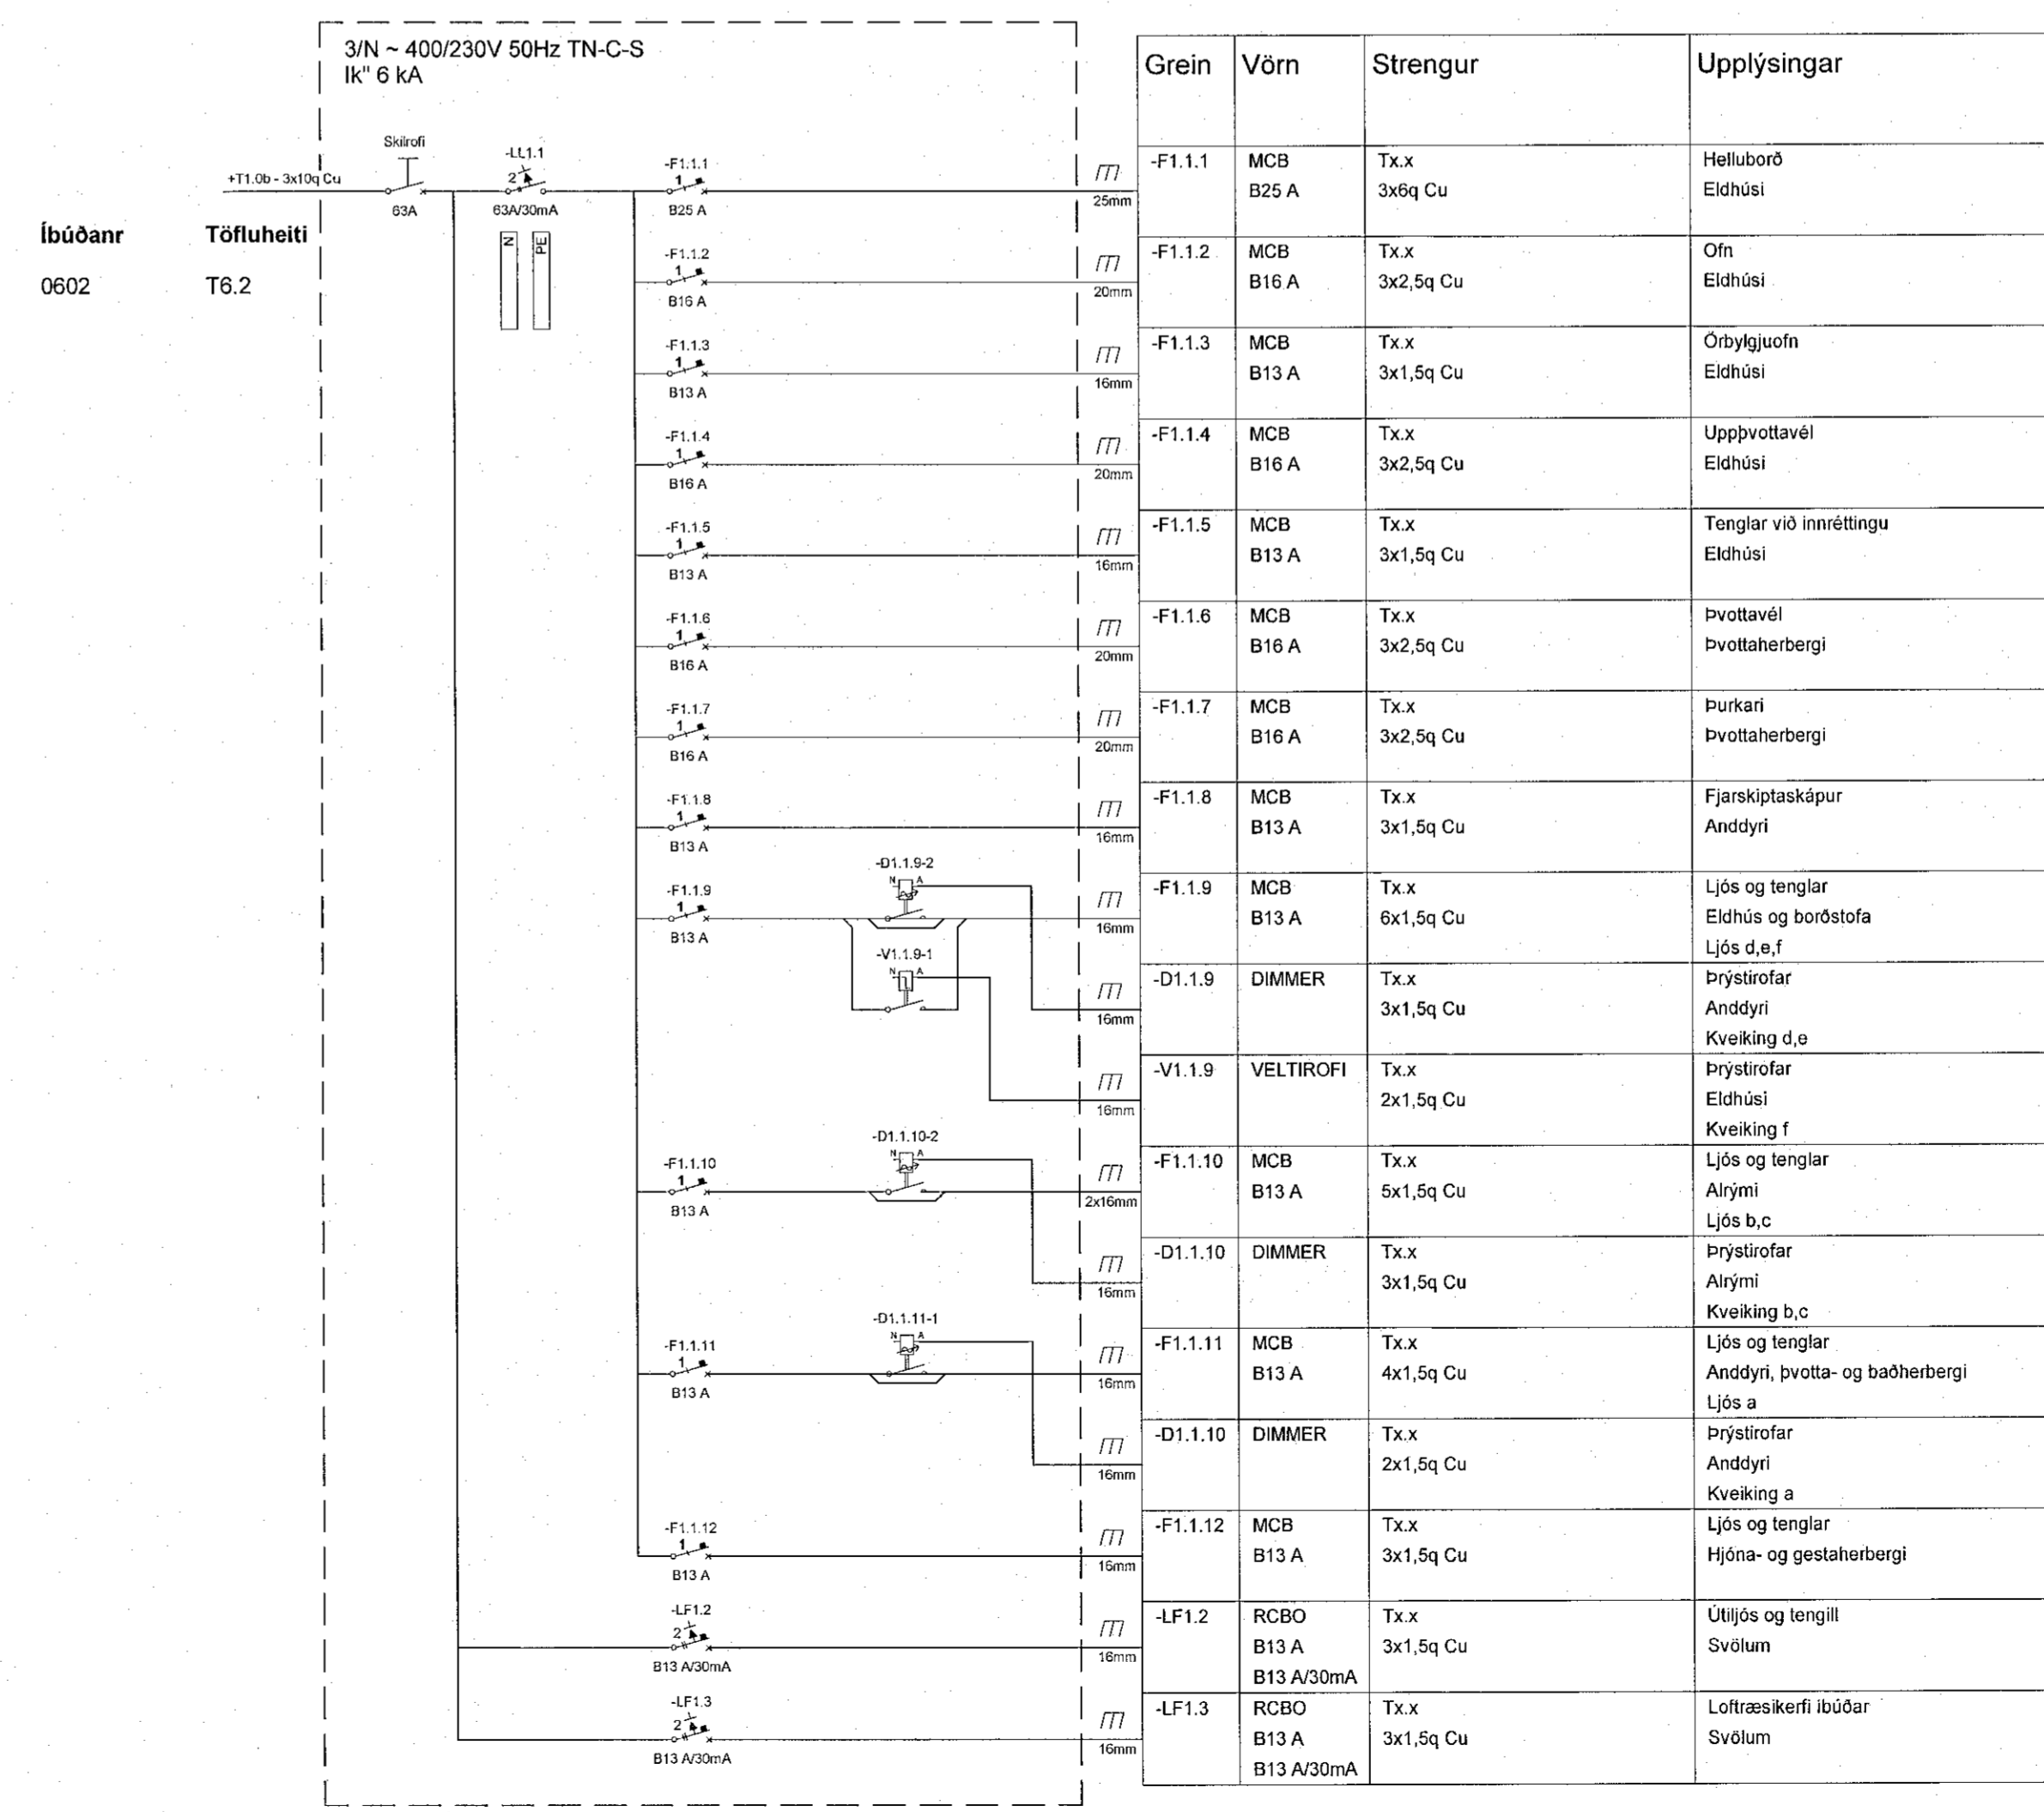 3/N ~ 400/230V 50Hz TN-C-S
Ik" 6 kA
Íbúðanr Töfluheiti
0602 T6.2
+T1.0b - 3x10q Cu
Skilrofi
63A
-LL1.1
2
63A/30mA
N PE
Grein Vörn Strengur Upplýsingar
-F1.1.1
1
B25 A
25mm
-F1.1.1 MCB Tx.x Helluborð
B25 A 3x6q Cu Eldhúsi
-F1.1.2
1
B16 A
20mm
-F1.1.2 MCB Tx.x Ofn
B16 A 3x2,5q Cu Eldhúsi
-F1.1.3
1
B13 A
16mm
-F1.1.3 MCB Tx.x Örbylgjuofn
B13 A 3x1,5q Cu Eldhúsi
-F1.1.4
1
B16 A
20mm
-F1.1.4 MCB Tx.x Uppþvottavél
B16 A 3x2,5q Cu Eldhúsi
-F1.1.5
1
B13 A
16mm
-F1.1.5 MCB Tx.x Tenglar við innréttingu
B13 A 3x1,5q Cu Eldhúsi
-F1.1.6
1
B16 A
20mm
-F1.1.6 MCB Tx.x Þvottavél
B16 A 3x2,5q Cu Þvottaherbergi
-F1.1.7
1
B16 A
20mm
-F1.1.7 MCB Tx.x Þurkari
B16 A 3x2,5q Cu Þvottaherbergi
-F1.1.8
1
B13 A
16mm
-F1.1.8 MCB Tx.x Fjarskiptaskápur
B13 A 3x1,5q Cu Anddyri
-F1.1.9
1
B13 A
-D1.1.9-2
N A
16mm
-F1.1.9 MCB Tx.x Ljós og tenglar
B13 A 6x1,5q Cu Eldhús og borðstofa
Ljós d,e,f
-V1.1.9-1
N A
16mm
-D1.1.9 DIMMER Tx.x Þrýstirofar
3x1,5q Cu Anddyri
Kveiking d,e
16mm
-V1.1.9 VELTIROFI Tx.x Þrýstirofar
2x1,5q Cu Eldhúsi
Kveiking f
-F1.1.10
1
B13 A
-D1.1.10-2
N A
2x16mm
-F1.1.10 MCB Tx.x Ljós og tenglar
B13 A 5x1,5q Cu Alrými
Ljós b,c
16mm
-D1.1.10 DIMMER Tx.x Þrýstirofar
3x1,5q Cu Alrými
Kveiking b,c
-F1.1.11
1
B13 A
-D1.1.11-1
N A
16mm
-F1.1.11 MCB Tx.x Ljós og tenglar
B13 A 4x1,5q Cu Anddyri, þvotta- og baðherbergi
Ljós a
16mm
-D1.1.10 DIMMER Tx.x Þrýstirofar
2x1,5q Cu Anddyri
Kveiking a
-F1.1.12
1
B13 A
16mm
-F1.1.12 MCB Tx.x Ljós og tenglar
B13 A 3x1,5q Cu Hjóna- og gestaherbergi
-LF1.2
2
B13 A/30mA
16mm
-LF1.2 RCBO Tx.x Útiljós og tengill
B13 A 3x1,5q Cu Svölum
B13 A/30mA
-LF1.3
2
B13 A/30mA
16mm
-LF1.3 RCBO Tx.x Loftræsikerfi íbúðar
B13 A 3x1,5q Cu Svölum
B13 A/30mA